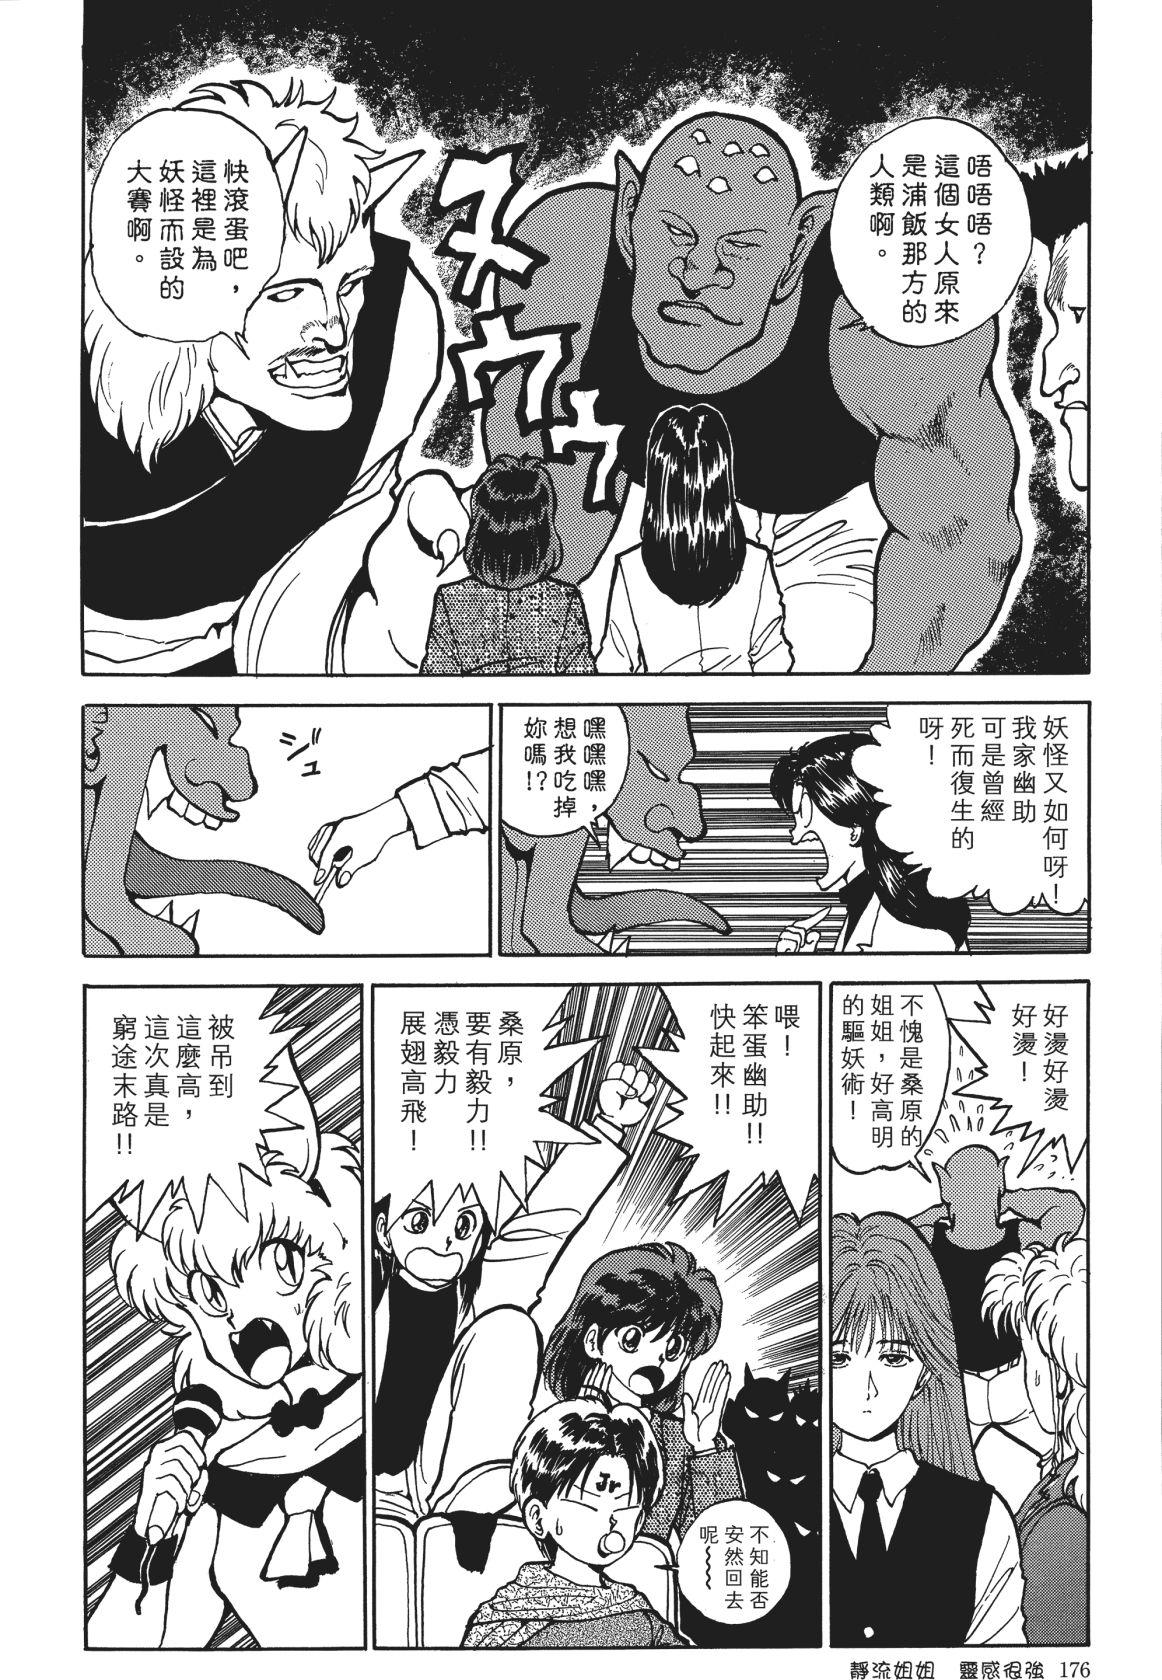 唔唔唔？
這個女人原來
是浦飯那方的
人類啊。
快滾蛋吧，
這裡是為
妖怪而設的
大賽啊。
ヌウウ
妖怪又如何呀！
我家幽助
可是曾經
死而復生的
呀！
嘿嘿嘿，
想我吃掉
妳嗎！？
ジュ
好燙好燙
好燙！
不愧是桑原的
姐姐，好高明
的驅妖術！
喂！
笨蛋幽助！！
快起來！！
桑原，
要有毅力！！
憑毅力
展翅高飛！
Jr
不知能否
安然回去
呢～～
被吊到
這麼高，
這次真是
窮途末路！！
靜流姐姐 靈感很強 176